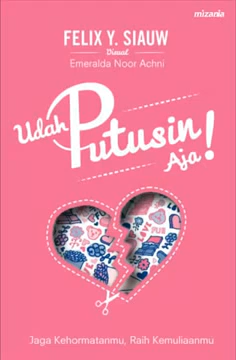 mizania
FELIX Y. SIAUW
Visual
Emeralda Noor Achni
Udah
Putusin
Aja!
Jaga Kehormatanmu, Raih Kemuliaanmu